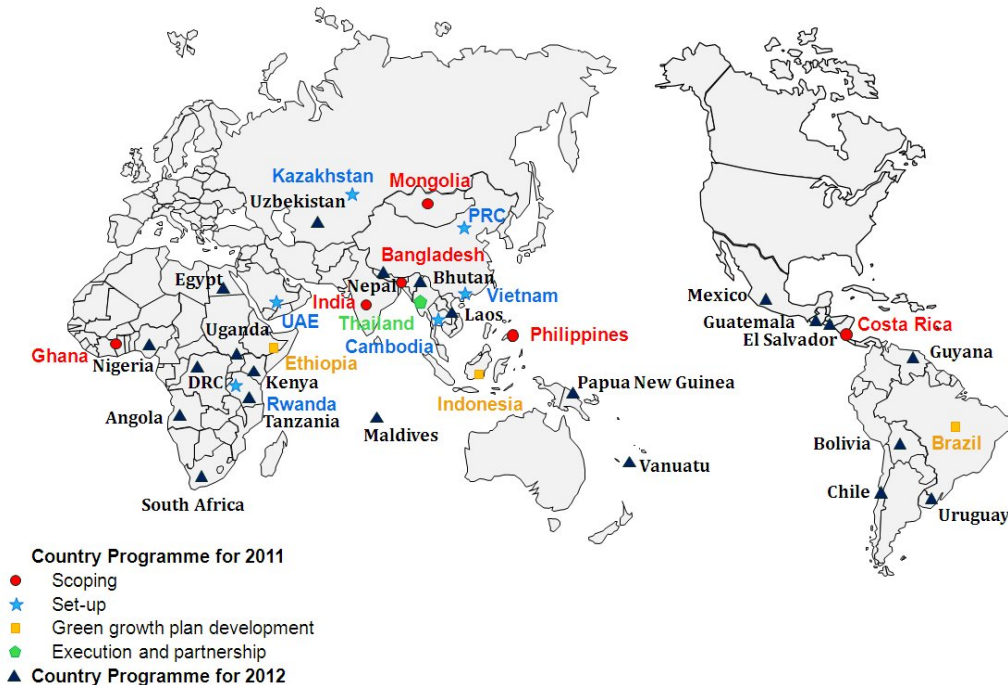 Kazakhstan
Mongolia
Uzbekistan
PRC
Bangladesh
Egypt
Nepal
Bhutan
India
Vietnam
Mexico
UAE
Thailand
Laos
Guatemala
Costa Rica
Uganda
Cambodia
Philippines
El Salvador
Ghana
Nigeria
Ethiopia
Guyana
DRC
Kenya
Papua New Guinea
Rwanda
Indonesia
Angola
Tanzania
Maldives
Bolivia
Brazil
Vanuatu
Chile
South Africa
Uruguay
Country Programme for 2011
Scoping
Set-up
Green growth plan development
Execution and partnership
Country Programme for 2012